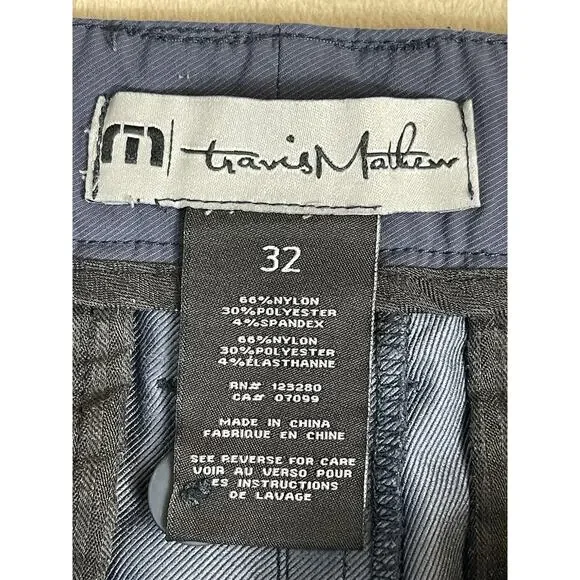 travisMathew
32
66%NYLON
30%POLYESTER
4%SPANDEX
66%NYLON
30%POLYESTER
4%ÉLASTHANNE
RN# 123280
CA# 07099
MADE IN CHINA
FABRIQUE EN CHINE
SEE REVERSE FOR CARE
VOIR AU VERSO POUR
ES INSTRUCTIONS
DE LAVAGE